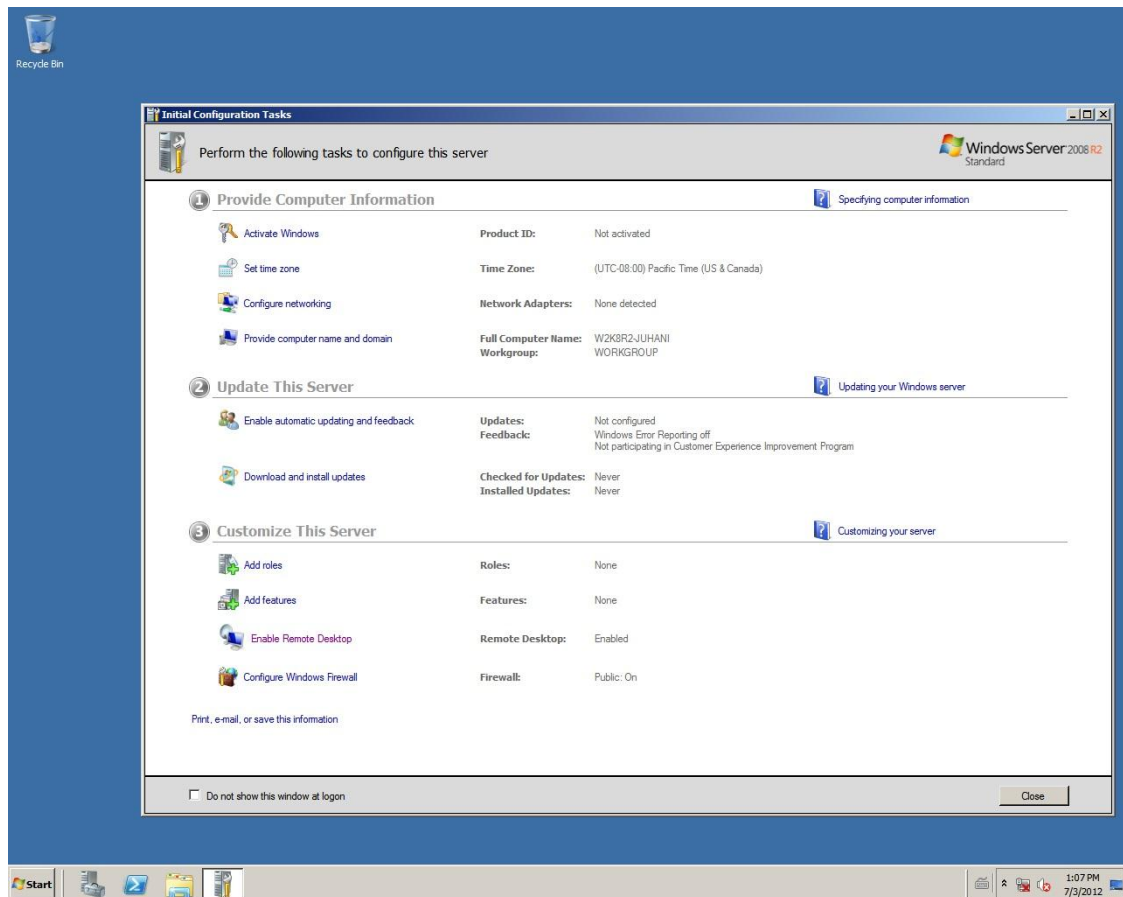 Recycle Bin
Initial Configuration Tasks
Perform the following tasks to configure this server
Windows Server 2008 R2
Standard
1 Provide Computer Information
Specifying computer information
Activate Windows Product ID: Not activated
Set time zone Time Zone: (UTC-08:00) Pacific Time (US & Canada)
Configure networking Network Adapters: None detected
Provide computer name and domain Full Computer Name: W2K8R2-JUHANI
Workgroup: WORKGROUP
2 Update This Server
Updating your Windows server
Enable automatic updating and feedback Updates: Not configured
Feedback: Windows Error Reporting off
Not participating in Customer Experience Improvement Program
Download and install updates Checked for Updates: Never
Installed Updates: Never
3 Customize This Server
Customizing your server
Add roles Roles: None
Add features Features: None
Enable Remote Desktop Remote Desktop: Enabled
Configure Windows Firewall Firewall: Public: On
Print, e-mail, or save this information
Do not show this window at logon
Close
Start
1:07 PM
7/3/2012